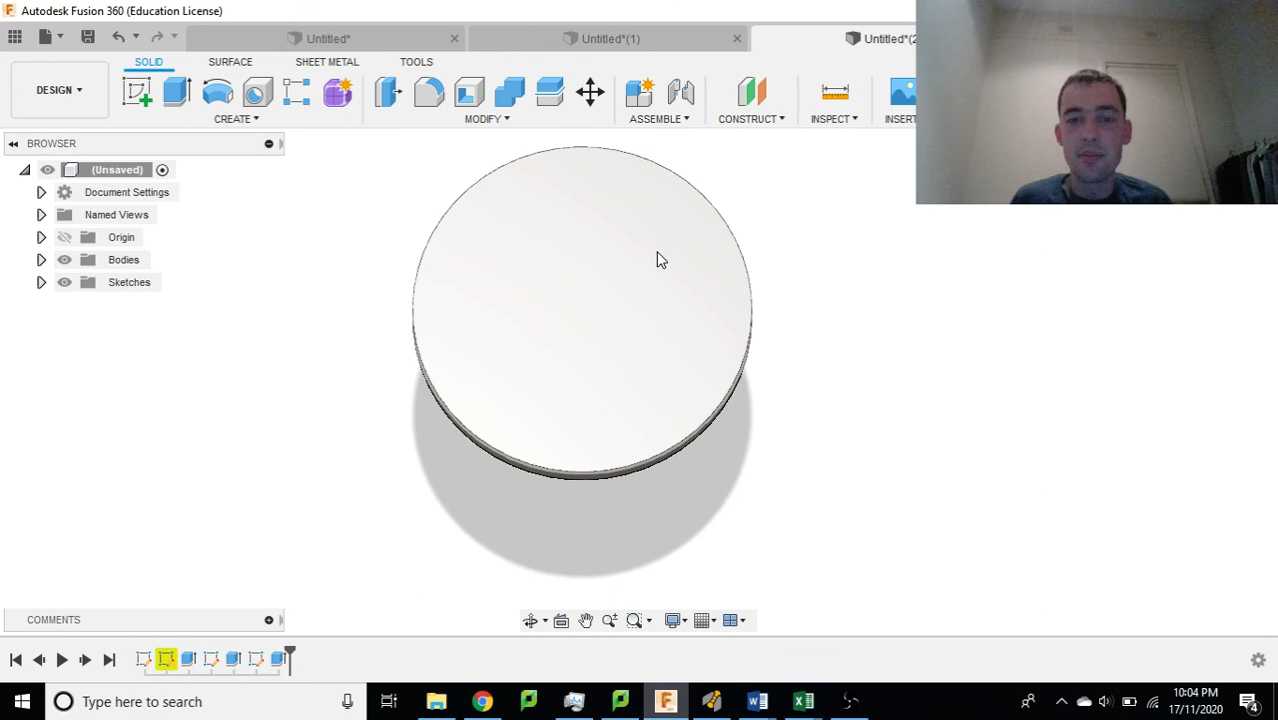 Autodesk Fusion 360 (Education License)
Untitled*
Untitled*(1)
Untitled*(2
DESIGN
SOLID
SURFACE
SHEET METAL
TOOLS
CREATE
MODIFY
ASSEMBLE
CONSTRUCT
INSPECT
INSERT
BROWSER
(Unsaved)
Document Settings
Named Views
Origin
Bodies
Sketches
COMMENTS
Type here to search
10:04 PM
17/11/2020
4